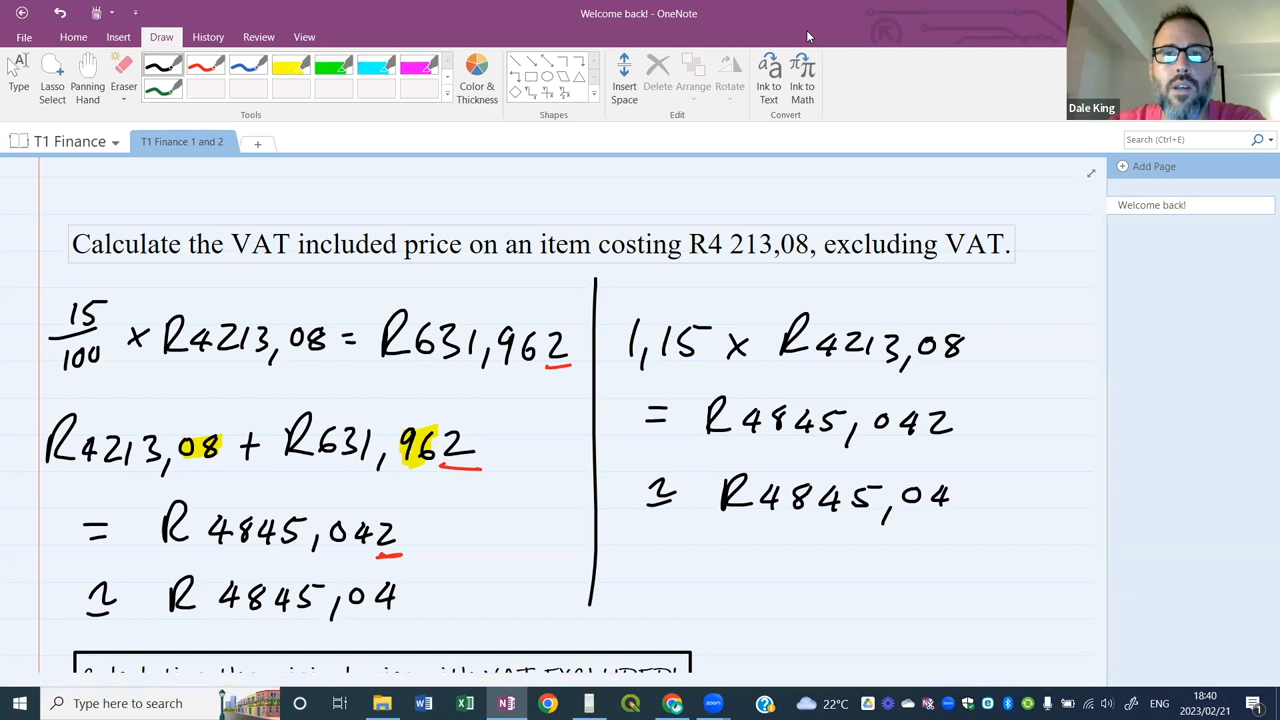 Welcome back! - OneNote
File Home Insert Draw History Review View
Type Lasso Select Panning Hand Eraser Color & Thickness Insert Space Delete Arrange Rotate Ink to Text Ink to Math
Tools Shapes Edit Convert
Dale King
T1 Finance T1 Finance 1 and 2 + Search (Ctrl+E)
Add Page
Welcome back!
Calculate the VAT included price on an item costing R4 213,08, excluding VAT.
15/100 × R4213,08 = R631,962
R4213,08 + R631,962
= R 4845,042
≃ R 4845,04
1,15 × R4213,08
= R4845,042
≃ R4845,04
VAT EXCLUDED!
Type here to search
22°C ENG 18:40 2023/02/21